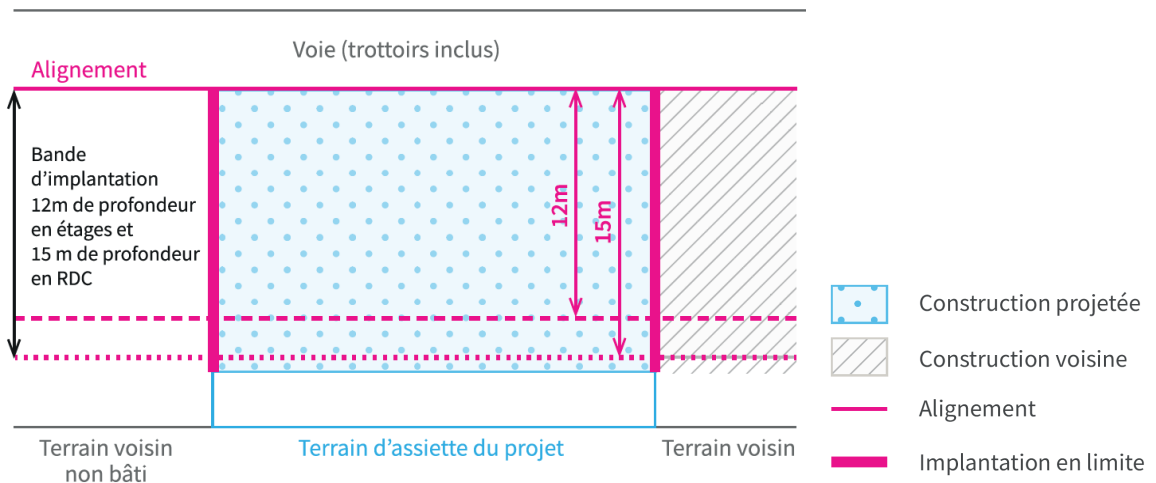 Voie (trottoirs inclus)
Alignement
Bande
d’implantation
12m de profondeur
en étages et
15 m de profondeur
en RDC
12m
15m
Terrain voisin
non bâti
Terrain d’assiette du projet
Terrain voisin
Construction projetée
Construction voisine
Alignement
Implantation en limite